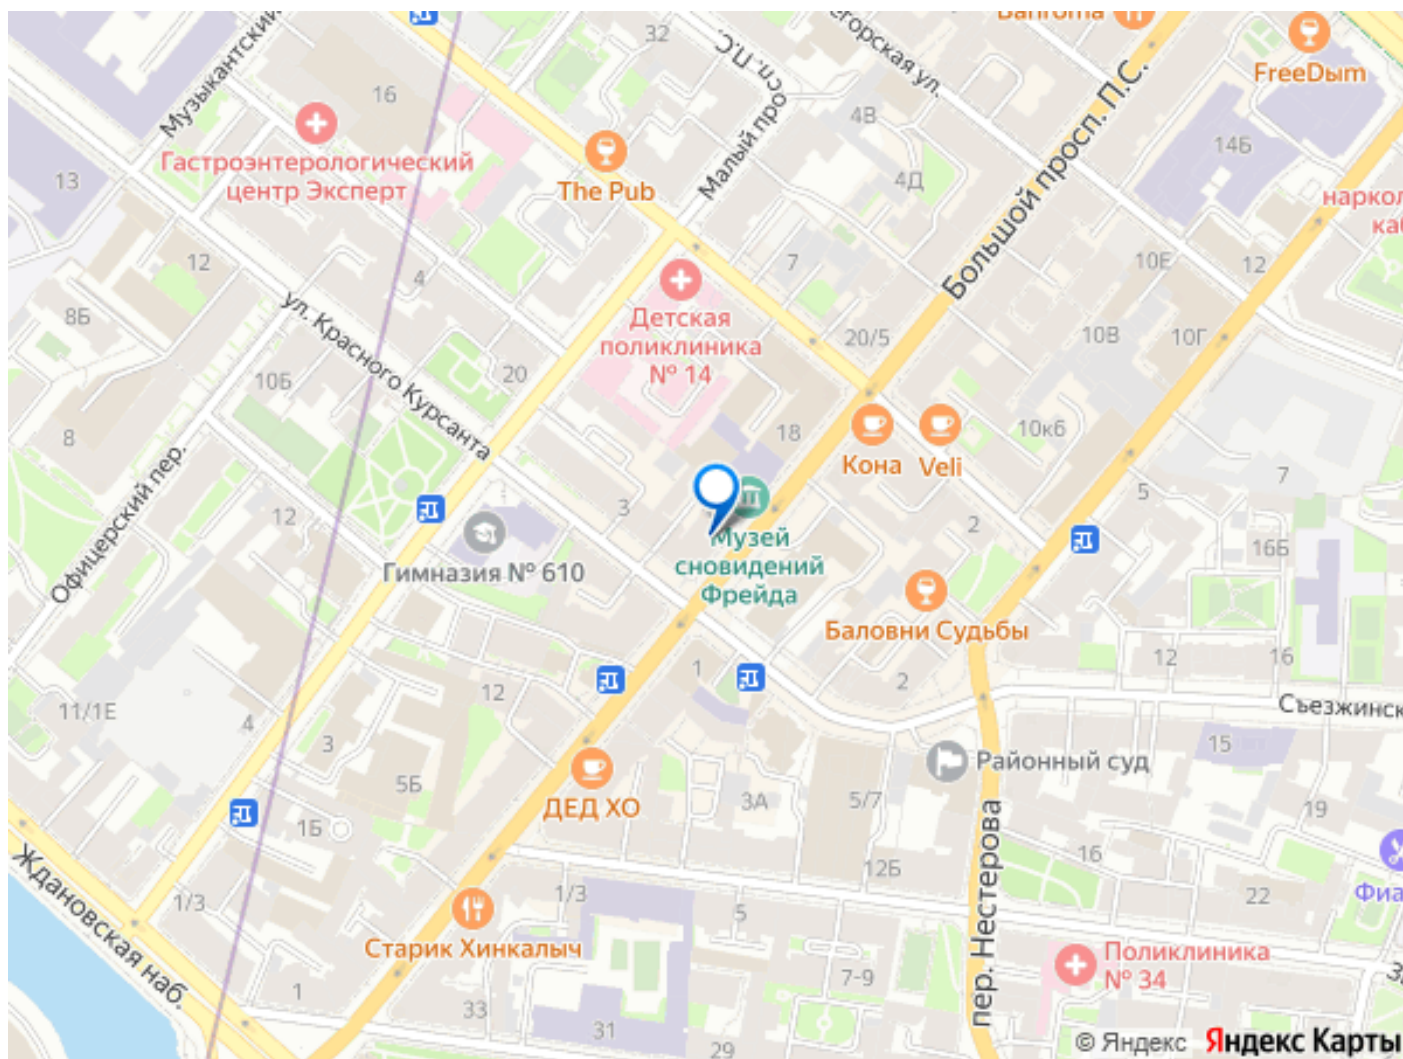 Bahroma
32
Музыкантский
просп. П.С.
16
FreeDыm
4В
14Б
Гастроэнтерологический
центр Эксперт
The Pub
Малый просп.
4Д
Большой просп. П.С.
13
12
4
7
10Е
12
8Б
Детская
поликлиника
№ 14
20/5
10В
10Г
ул. Красного Курсанта
20
10Б
18
10к6
8
Кона
Veli
7
5
Офицерский пер.
12
3
2
16Б
Гимназия № 610
Музей
сновидений
Фрейда
Баловни Судьбы
12
16
1
2
12
11/1Е
4
3
Съезжинск
15
5Б
Районный суд
ДЕД ХО
3А
5/7
19
1Б
12Б
16
пер. Нестерова
22
Ждановская наб.
1/3
1/3
5
Старик Хинкалыч
Поликлиника
№ 34
7-9
1
33
31
29
© Яндекс Яндекс Карты